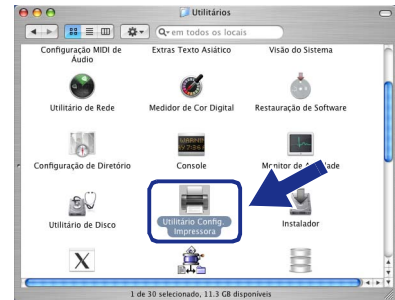 Utilitários
em todos os locais
Configuração MIDI de
Áudio
Extras Texto Asiático
Visão do Sistema
Utilitário de Rede
Medidor de Cor Digital
Restauração de Software
Configuração de Diretório
Console
Utilitário de Disco
Utilitário Config.
Impressora
Instalador
1 de 30 selecionado, 11.3 GB disponíveis